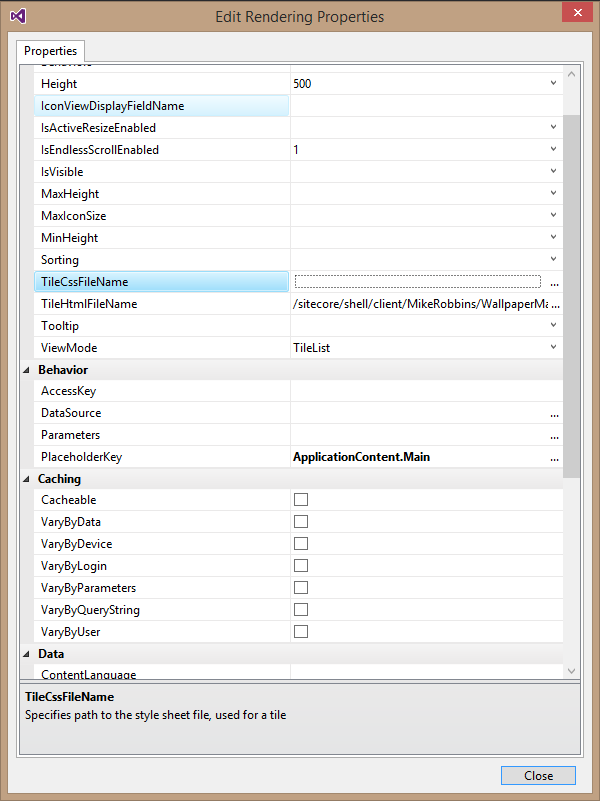 Edit Rendering Properties
Properties
Height 500
IconViewDisplayFieldName
IsActiveResizeEnabled
IsEndlessScrollEnabled 1
IsVisible
MaxHeight
MaxIconSize
MinHeight
Sorting
TileCssFileName ...
TileHtmlFileName /sitecore/shell/client/MikeRobbins/WallpaperMa ...
Tooltip
ViewMode TileList
Behavior
AccessKey
DataSource ...
Parameters ...
PlaceholderKey ApplicationContent.Main ...
Caching
Cacheable
VaryByData
VaryByDevice
VaryByLogin
VaryByParameters
VaryByQueryString
VaryByUser
Data
ContentLanguage
TileCssFileName
Specifies path to the style sheet file, used for a tile
Close